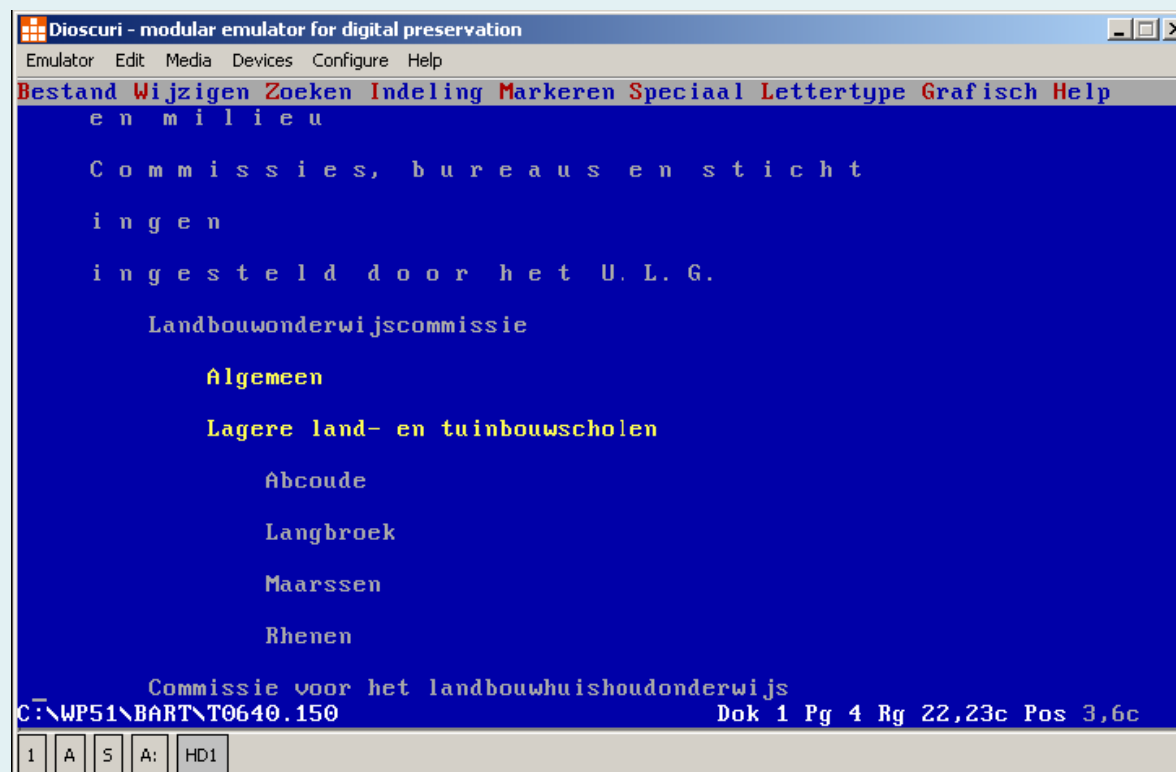 Dioscuri - modular emulator for digital preservation
Emulator Edit Media Devices Configure Help
Bestand Wijzigen Zoeken Indeling Markeren Speciaal Lettertype Grafisch Help
e n m i l i e u
C o m m i s s i e s, b u r e a u s e n s t i c h t
i n g e n
i n g e s t e l d d o o r h e t U. L. G.
Landbouwonderwijscommissie
Algemeen
Lagere land- en tuinbouwscholen
Abcoude
Langbroek
Maarssen
Rhenen
Commissie voor het landbouwhuishoudonderwijs
C:\WP51\BART\T0640.150 Dok 1 Pg 4 Rg 22,23c Pos 3,6c
1 A S A: HD1